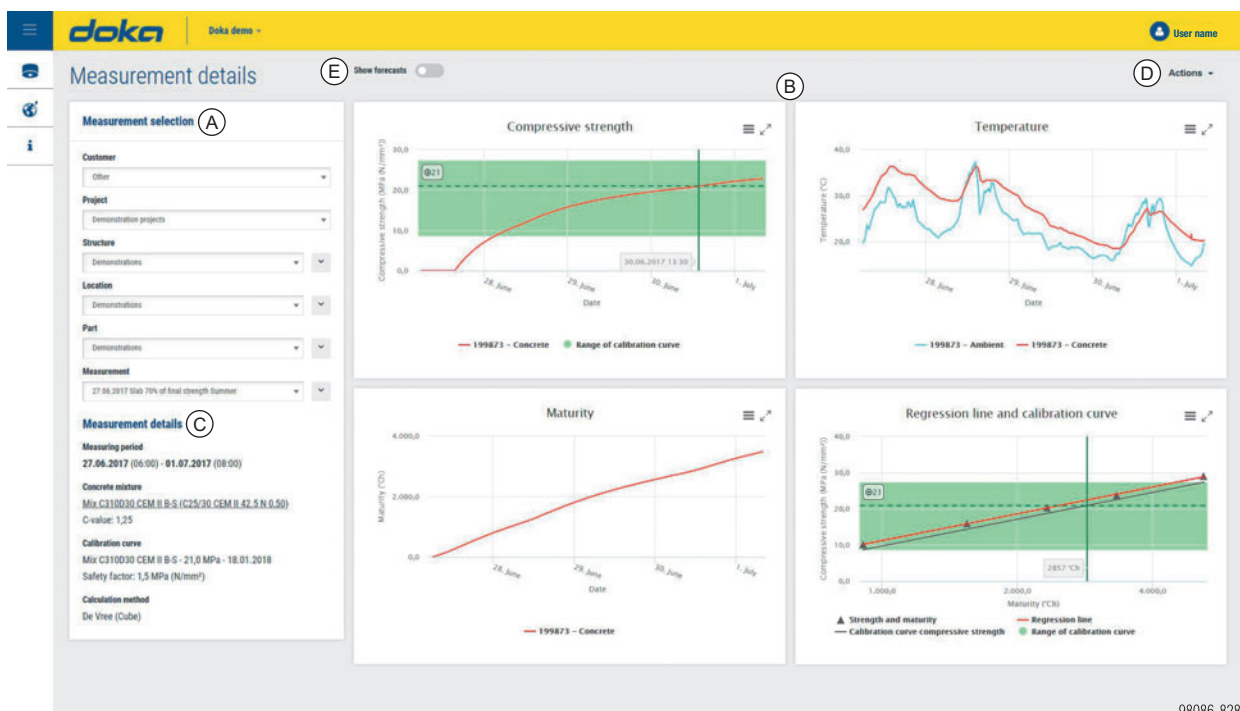 doka
Doka demo
User name
Measurement details
E
Show forecasts
B
D
Actions
Measurement selection
A
Customer
Other
Project
Demonstration projects
Structure
Demonstrations
Location
Demonstrations
Part
Demonstrations
Measurement
27.06.2017 Slab 70% of final strength Summer
Measurement details
C
Measuring period
27.06.2017 (06:00) - 01.07.2017 (08:00)
Concrete mixture
Mix C310D30 CEM II B-S (C25/30 CEM II 42,5 N 0,50)
C-value: 1,25
Calibration curve
Mix C310D30 CEM II B-S - 21,0 MPa - 18.01.2018
Safety factor: 1,5 MPa (N/mm²)
Calculation method
De Vree (Cube)
Compressive strength
Compressive strength (MPa (N/mm²))
30,0
20,0
10,0
0,0
21
30.06.2017 13:30
28. June
29. June
30. June
1. July
Date
199873 – Concrete
Range of calibration curve
Temperature
Temperature (°C)
40,0
30,0
20,0
28. June
29. June
30. June
1. July
Date
199873 – Ambient
199873 – Concrete
Maturity
Maturity (°Ch)
4.000,0
2.000,0
0,0
28. June
29. June
30. June
1. July
Date
199873 – Concrete
Regression line and calibration curve
Compressive strength (MPa (N/mm²))
40,0
30,0
20,0
10,0
0,0
21
2857 °Ch
1.000,0
2.000,0
4.000,0
Maturity (°Ch)
Strength and maturity
Regression line
Calibration curve compressive strength
Range of calibration curve